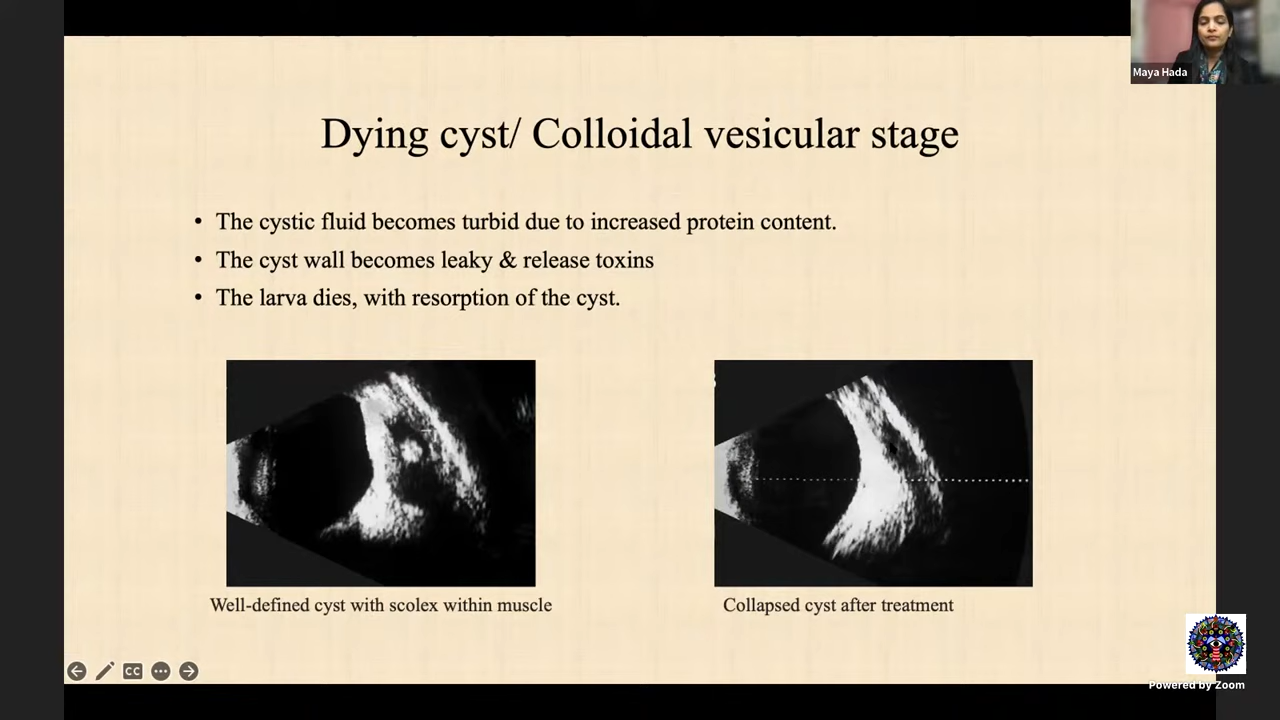 Maya Hada
Dying cyst/ Colloidal vesicular stage
• The cystic fluid becomes turbid due to increased protein content.
• The cyst wall becomes leaky & release toxins
• The larva dies, with resorption of the cyst.
Well-defined cyst with scolex within muscle
Collapsed cyst after treatment
CC
Powered by Zoom